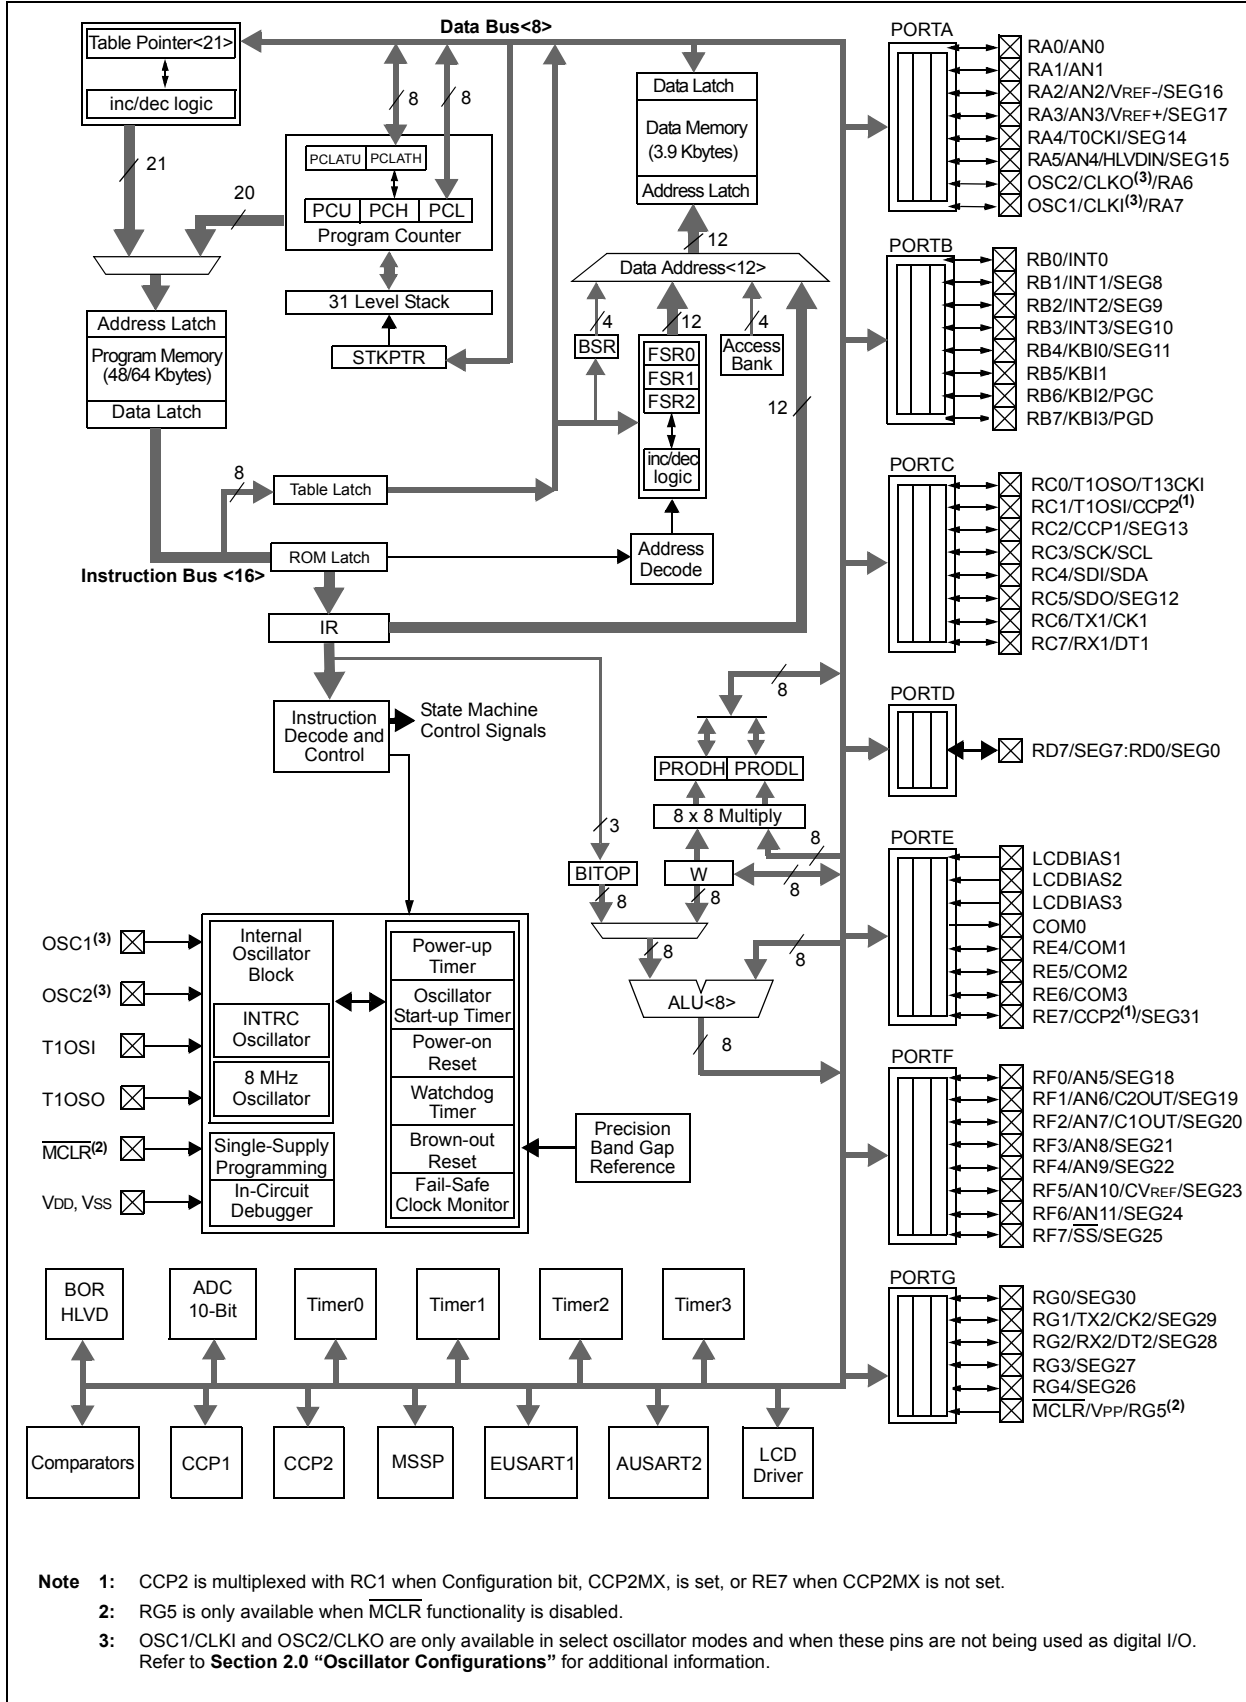 Data Bus<8>
Table Pointer<21>
inc/dec logic
21
20
8
8
PCLATU PCLATH
PCU PCH PCL
Program Counter
31 Level Stack
STKPTR
Address Latch
Program Memory
(48/64 Kbytes)
Data Latch
Instruction Bus <16>
8
Table Latch
ROM Latch
IR
Data Latch
Data Memory
(3.9 Kbytes)
Address Latch
12
Data Address<12>
4
12
4
BSR
FSR0
FSR1
FSR2
inc/dec
logic
Access
Bank
12
Address
Decode
Instruction
Decode and
Control
State Machine
Control Signals
8
PRODH PRODL
8 x 8 Multiply
3
BITOP
W
8
8
8
8
8
8
ALU<8>
8
OSC1(3)
OSC2(3)
T1OSI
T1OSO
MCLR(2)
VDD, VSS
Internal
Oscillator
Block
INTRC
Oscillator
8 MHz
Oscillator
Single-Supply
Programming
In-Circuit
Debugger
Power-up
Timer
Oscillator
Start-up Timer
Power-on
Reset
Watchdog
Timer
Brown-out
Reset
Fail-Safe
Clock Monitor
Precision
Band Gap
Reference
BOR
HLVD
ADC
10-Bit
Timer0
Timer1
Timer2
Timer3
Comparators
CCP1
CCP2
MSSP
EUSART1
AUSART2
LCD
Driver
PORTA
RA0/AN0
RA1/AN1
RA2/AN2/VREF-/SEG16
RA3/AN3/VREF+/SEG17
RA4/T0CKI/SEG14
RA5/AN4/HLVDIN/SEG15
OSC2/CLKO(3)/RA6
OSC1/CLKI(3)/RA7
PORTB
RB0/INT0
RB1/INT1/SEG8
RB2/INT2/SEG9
RB3/INT3/SEG10
RB4/KBI0/SEG11
RB5/KBI1
RB6/KBI2/PGC
RB7/KBI3/PGD
PORTC
RC0/T1OSO/T13CKI
RC1/T1OSI/CCP2(1)
RC2/CCP1/SEG13
RC3/SCK/SCL
RC4/SDI/SDA
RC5/SDO/SEG12
RC6/TX1/CK1
RC7/RX1/DT1
PORTD
RD7/SEG7:RD0/SEG0
PORTE
LCDBIAS1
LCDBIAS2
LCDBIAS3
COM0
RE4/COM1
RE5/COM2
RE6/COM3
RE7/CCP2(1)/SEG31
PORTF
RF0/AN5/SEG18
RF1/AN6/C2OUT/SEG19
RF2/AN7/C1OUT/SEG20
RF3/AN8/SEG21
RF4/AN9/SEG22
RF5/AN10/CVREF/SEG23
RF6/AN11/SEG24
RF7/SS/SEG25
PORTG
RG0/SEG30
RG1/TX2/CK2/SEG29
RG2/RX2/DT2/SEG28
RG3/SEG27
RG4/SEG26
MCLR/VPP/RG5(2)
Note 1: CCP2 is multiplexed with RC1 when Configuration bit, CCP2MX, is set, or RE7 when CCP2MX is not set.
2: RG5 is only available when MCLR functionality is disabled.
3: OSC1/CLKI and OSC2/CLKO are only available in select oscillator modes and when these pins are not being used as digital I/O.
Refer to Section 2.0 “Oscillator Configurations” for additional information.